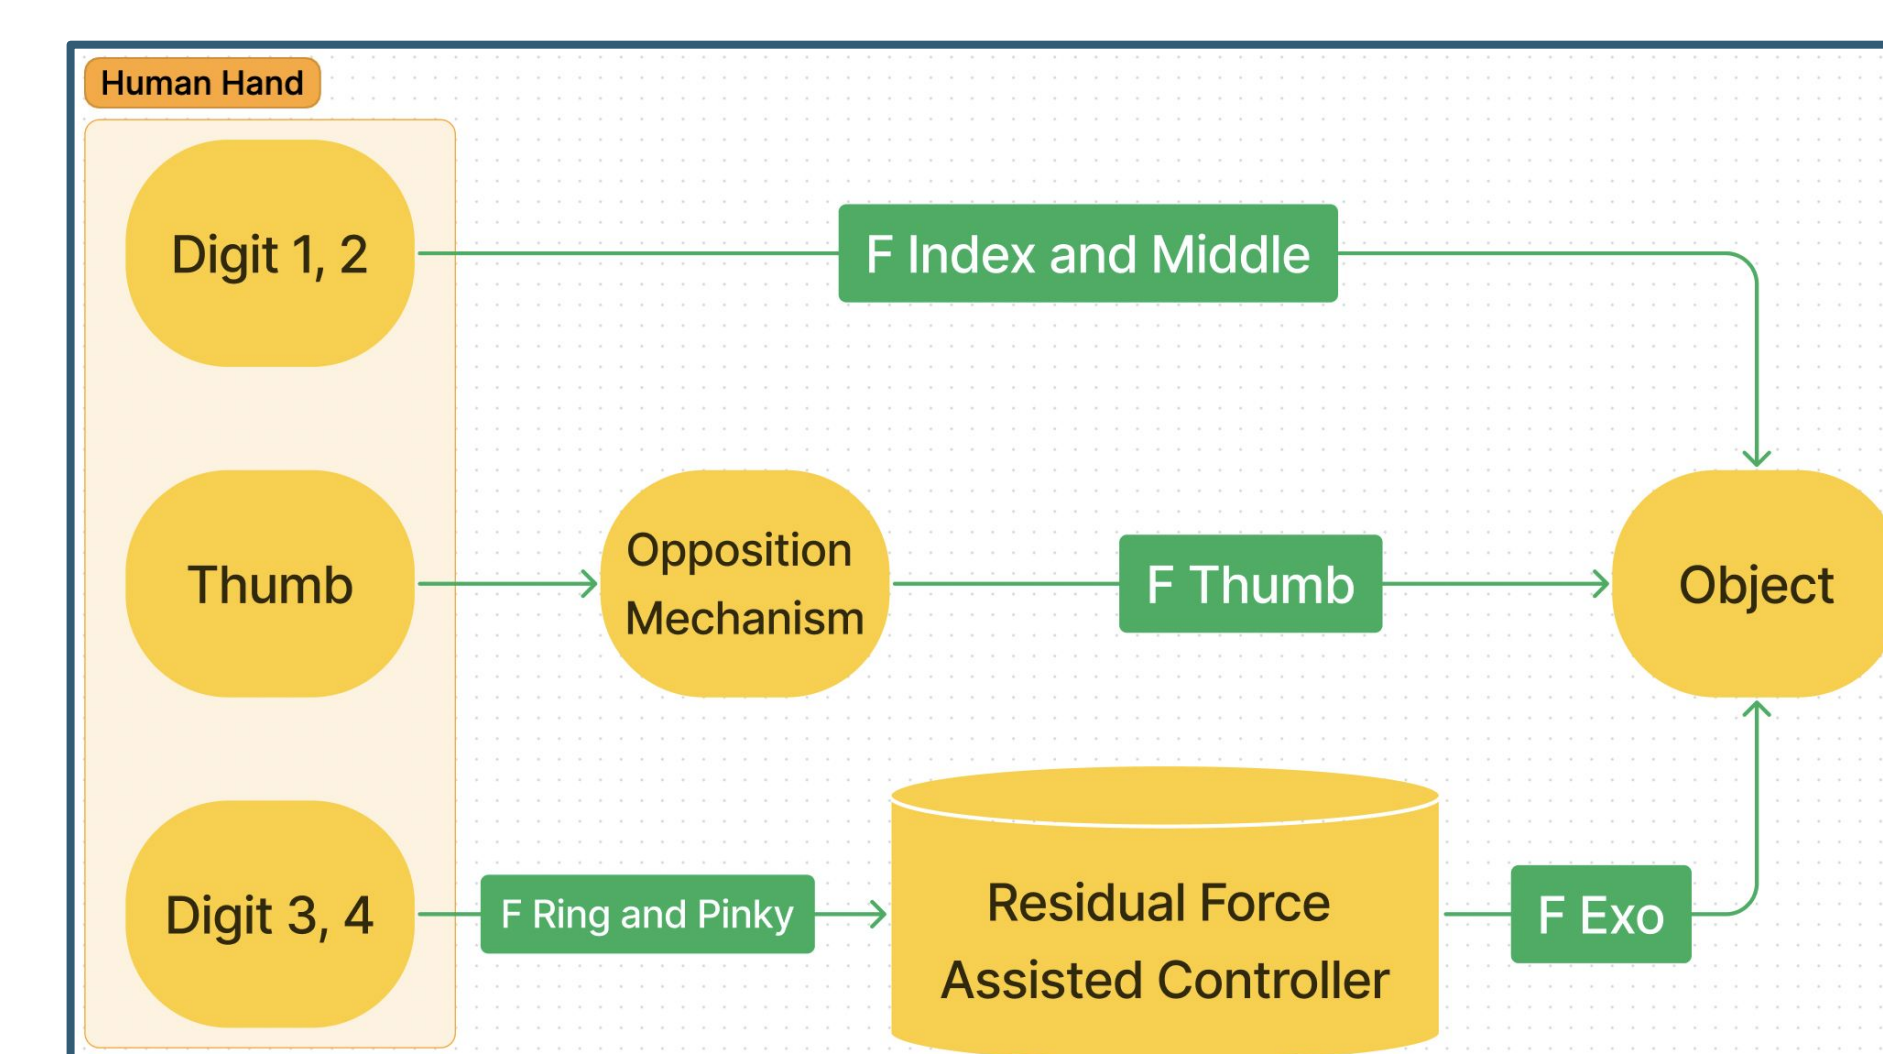 Human Hand
Digit 1, 2
F Index and Middle
Thumb
Opposition
Mechanism
F Thumb
Object
Digit 3, 4
F Ring and Pinky
Residual Force
Assisted Controller
F Exo